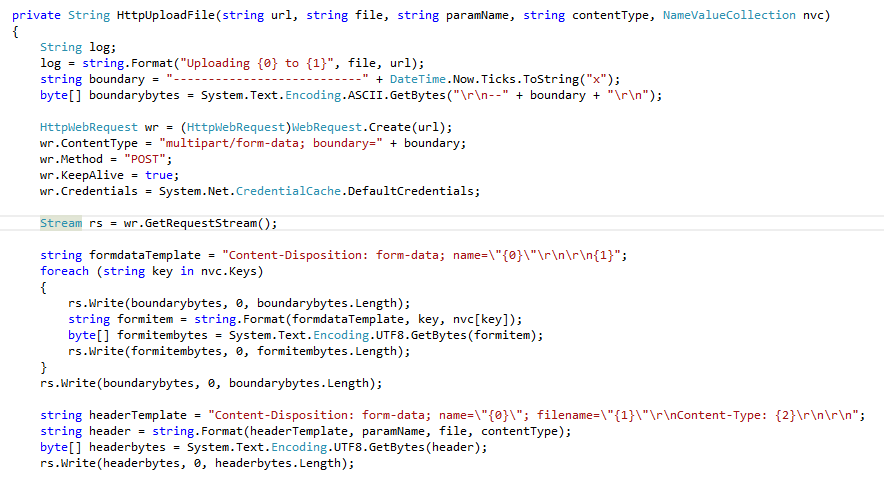 private String HttpUploadFile(string url, string file, string paramName, string contentType, NameValueCollection nvc)
{
    String log;
    log = string.Format("Uploading {0} to {1}", file, url);
    string boundary = "---------------------------" + DateTime.Now.Ticks.ToString("x");
    byte[] boundarybytes = System.Text.Encoding.ASCII.GetBytes("\r\n--" + boundary + "\r\n");

    HttpWebRequest wr = (HttpWebRequest)WebRequest.Create(url);
    wr.ContentType = "multipart/form-data; boundary=" + boundary;
    wr.Method = "POST";
    wr.KeepAlive = true;
    wr.Credentials = System.Net.CredentialCache.DefaultCredentials;

    Stream rs = wr.GetRequestStream();

    string formdataTemplate = "Content-Disposition: form-data; name=\"{0}\"\r\n\r\n{1}";
    foreach (string key in nvc.Keys)
    {
        rs.Write(boundarybytes, 0, boundarybytes.Length);
        string formitem = string.Format(formdataTemplate, key, nvc[key]);
        byte[] formitembytes = System.Text.Encoding.UTF8.GetBytes(formitem);
        rs.Write(formitembytes, 0, formitembytes.Length);
    }
    rs.Write(boundarybytes, 0, boundarybytes.Length);

    string headerTemplate = "Content-Disposition: form-data; name=\"{0}\"; filename=\"{1}\"\r\nContent-Type: {2}\r\n\r\n";
    string header = string.Format(headerTemplate, paramName, file, contentType);
    byte[] headerbytes = System.Text.Encoding.UTF8.GetBytes(header);
    rs.Write(headerbytes, 0, headerbytes.Length);